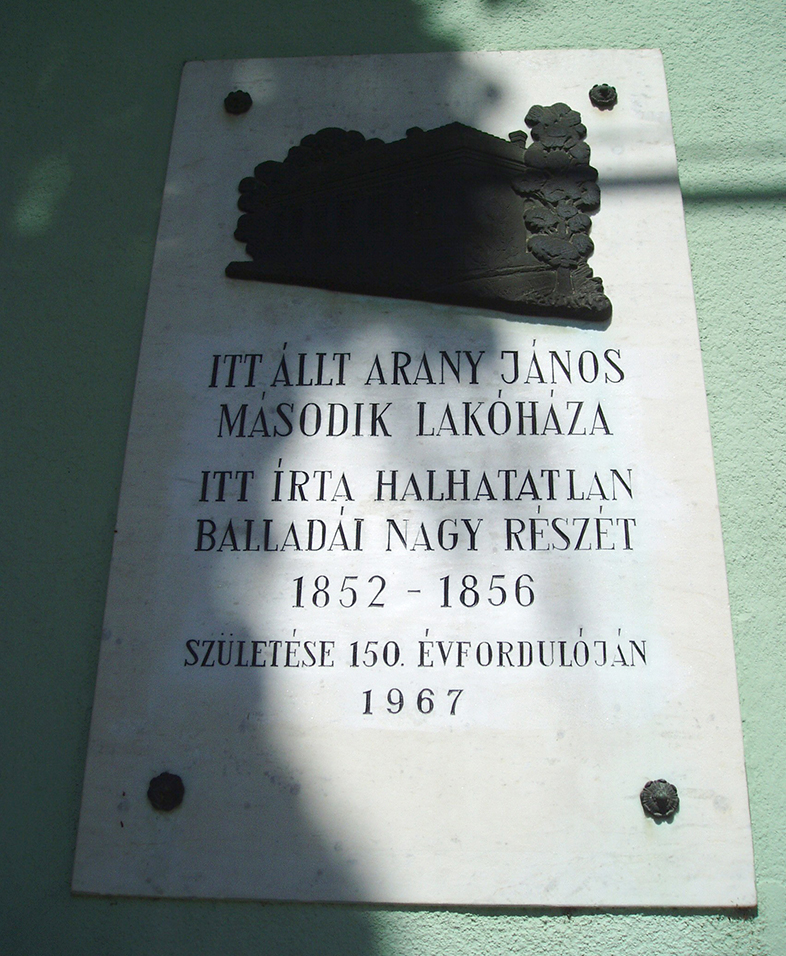 ITT ÁLLT ARANY JÁNOS
MÁSODIK LAKÓHÁZA
ITT ÍRTA HALHATATLAN
BALLADÁI NAGY RÉSZÉT
1852 - 1856
SZÜLETÉSE 150. ÉVFORDULÓJÁN
1967